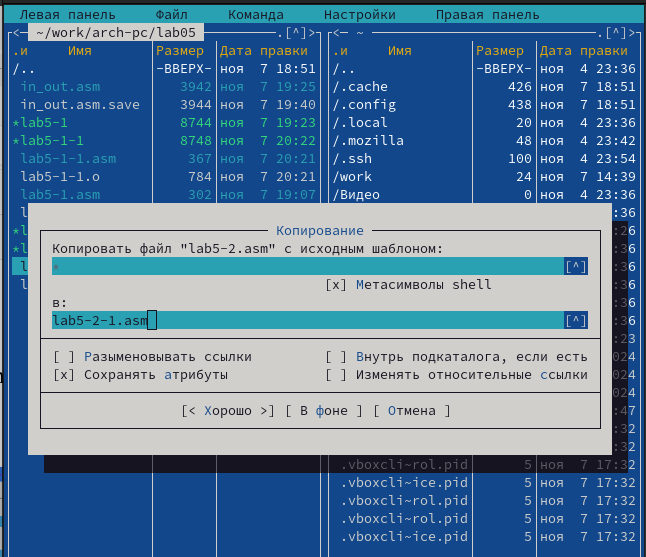 Левая панель Файл Команда Настройки Правая панель
<─ ~/work/arch-pc/lab05 ─.[^]>
.и Имя Размер Дата правки
/.. -ВВЕРХ- ноя 7 18:51
in_out.asm 3942 ноя 7 19:25
in_out.asm.save 3944 ноя 7 19:40
*lab5-1 8744 ноя 7 19:23
*lab5-1-1 8748 ноя 7 20:22
lab5-1-1.asm 367 ноя 7 20:21
lab5-1-1.o 784 ноя 7 20:21
lab5-1.asm 302 ноя 7 19:07
<─ ~ ─.[^]>
.и Имя Размер Дата правки
/.. -ВВЕРХ- ноя 4 23:36
/.cache 426 ноя 7 18:51
/.config 438 ноя 7 18:51
/.local 20 ноя 4 23:36
/.mozilla 48 ноя 4 23:42
/.ssh 100 ноя 4 23:54
/work 24 ноя 7 14:39
/Видео 0 ноя 4 23:36
Копирование
Копировать файл "lab5-2.asm" с исходным шаблоном:
* [^]
[x] Метасимволы shell
в:
lab5-2-1.asm [^]
[ ] Разыменовывать ссылки [ ] Внутрь подкаталога, если есть
[x] Сохранять атрибуты [ ] Изменять относительные ссылки
[< Хорошо >] [ В фоне ] [ Отмена ]
.vboxcli~rol.pid 5 ноя 7 17:32
.vboxcli~ice.pid 5 ноя 7 17:32
.vboxcli~rol.pid 5 ноя 7 17:32
.vboxcli~rol.pid 5 ноя 7 17:32
.vboxcli~ice.pid 5 ноя 7 17:32